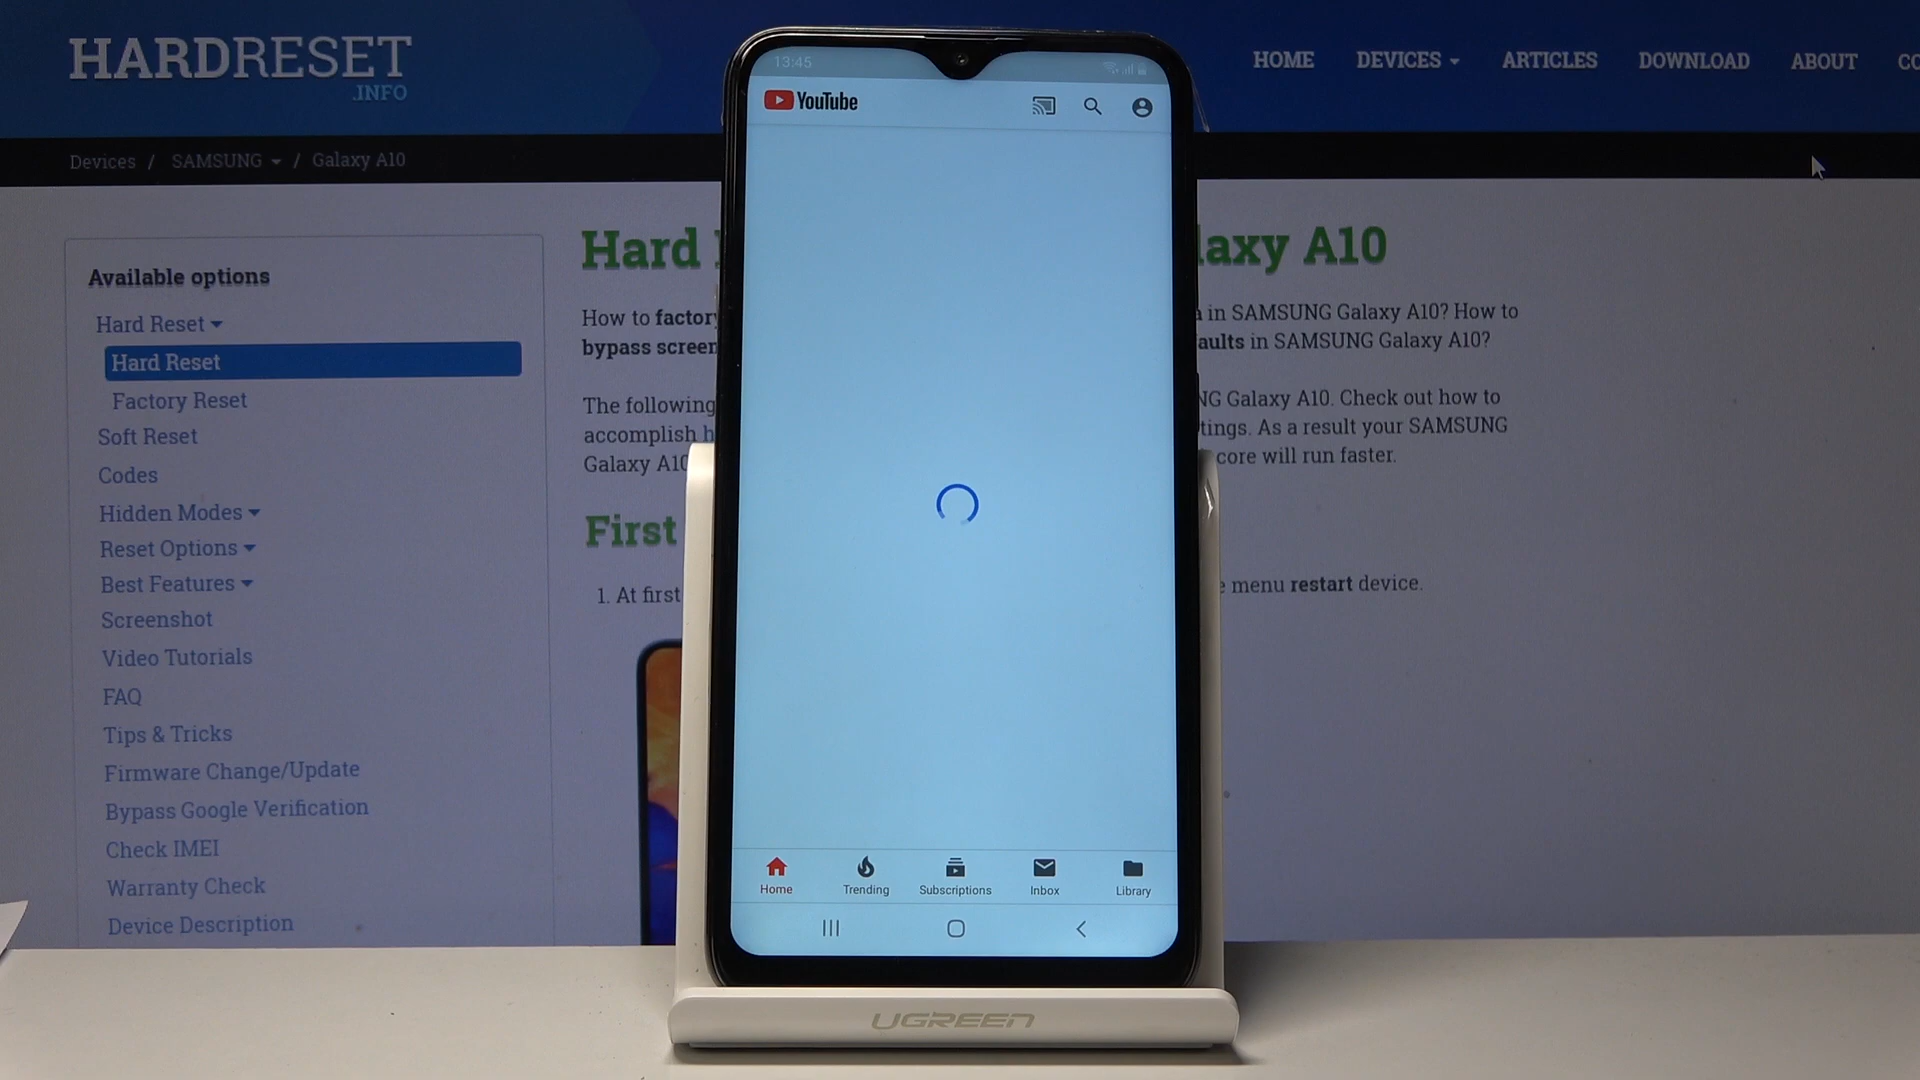 HARDRESET
.INFO
HOME DEVICES ARTICLES DOWNLOAD ABOUT
Devices / SAMSUNG / Galaxy A10
Available options
Hard Reset
Hard Reset
Factory Reset
Soft Reset
Codes
Hidden Modes
Reset Options
Best Features
Screenshot
Video Tutorials
FAQ
Tips & Tricks
Firmware Change/Update
Bypass Google Verification
Check IMEI
Warranty Check
Device Description
Hard
laxy A10
How to factory
in SAMSUNG Galaxy A10? How to
bypass screen
aults in SAMSUNG Galaxy A10?
The following
NG Galaxy A10. Check out how to
accomplish h
tings. As a result your SAMSUNG
Galaxy A10
core will run faster.
First
1. At first
menu restart device.
13:45
YouTube
Home Trending Subscriptions Inbox Library
UGREEN